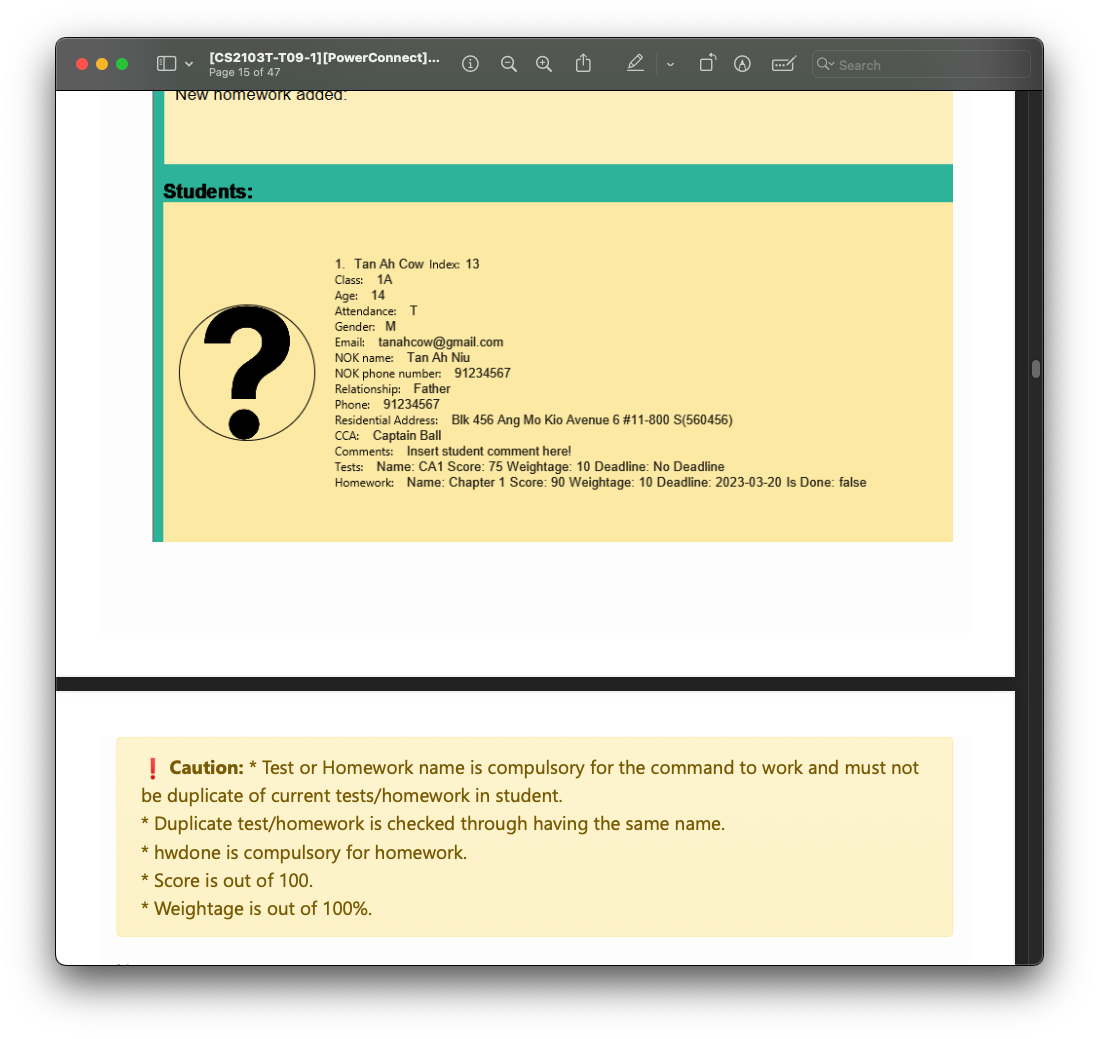 [CS2103T-T09-1][PowerConnect]...
Page 15 of 47
Search
New homework added:
Students:
1. Tan Ah Cow Index: 13
Class: 1A
Age: 14
Attendance: T
Gender: M
Email: tanahcow@gmail.com
NOK name: Tan Ah Niu
NOK phone number: 91234567
Relationship: Father
Phone: 91234567
Residential Address: Blk 456 Ang Mo Kio Avenue 6 #11-800 S(560456)
CCA: Captain Ball
Comments: Insert student comment here!
Tests: Name: CA1 Score: 75 Weightage: 10 Deadline: No Deadline
Homework: Name: Chapter 1 Score: 90 Weightage: 10 Deadline: 2023-03-20 Is Done: false
❗ Caution: * Test or Homework name is compulsory for the command to work and must not
be duplicate of current tests/homework in student.
* Duplicate test/homework is checked through having the same name.
* hwdone is compulsory for homework.
* Score is out of 100.
* Weightage is out of 100%.